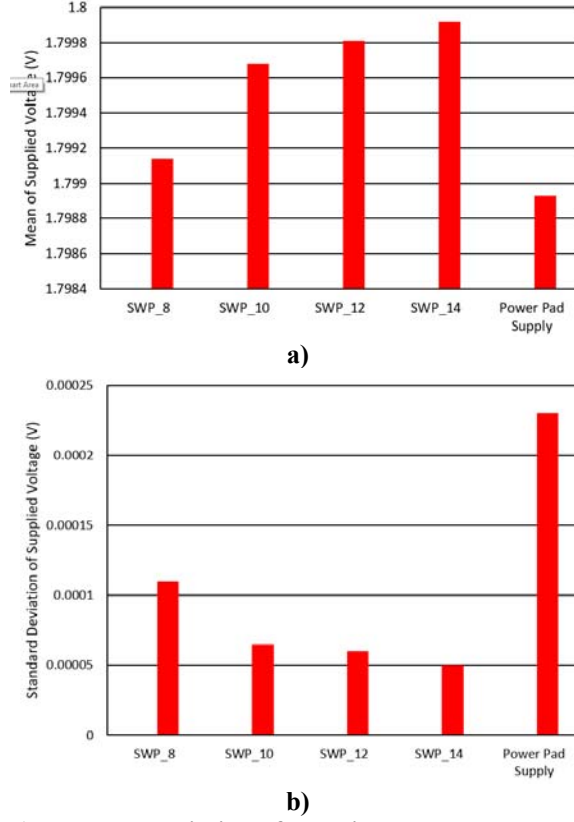 1.8
1.7998
1.7996
1.7994
1.7992
1.799
1.7988
1.7986
1.7984
Mean of Supplied Voltage (V)
art Area
SWP_8 SWP_10 SWP_12 SWP_14 Power Pad
Supply
a)
0.00025
0.0002
0.00015
0.0001
0.00005
0
Standard Deviation of Supplied Voltage (V)
SWP_8 SWP_10 SWP_12 SWP_14 Power Pad
Supply
b)